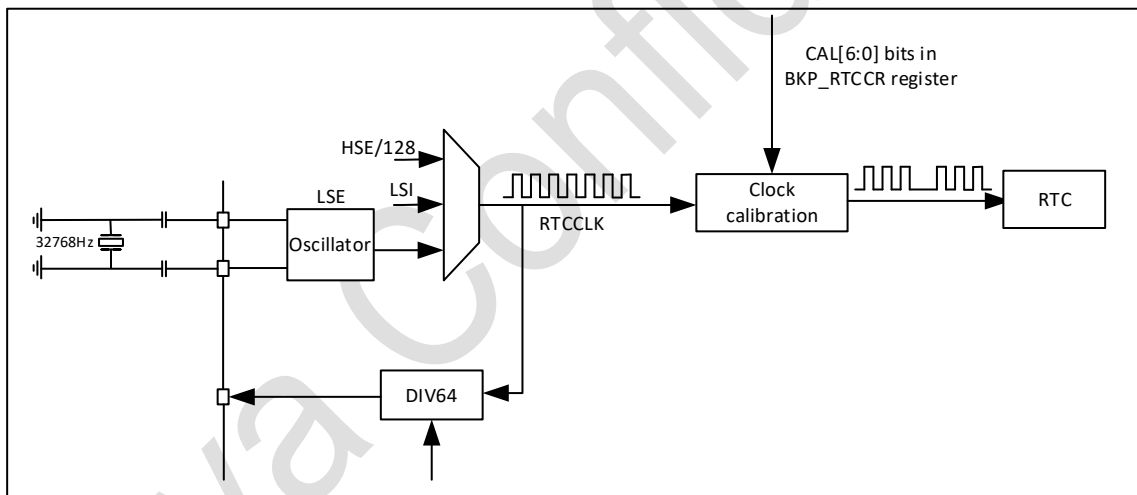 CAL[6:0] bits in
BKP_RTCCR register
HSE/128
LSI
LSE
32768Hz
Oscillator
RTCCLK
Clock
calibration
RTC
DIV64